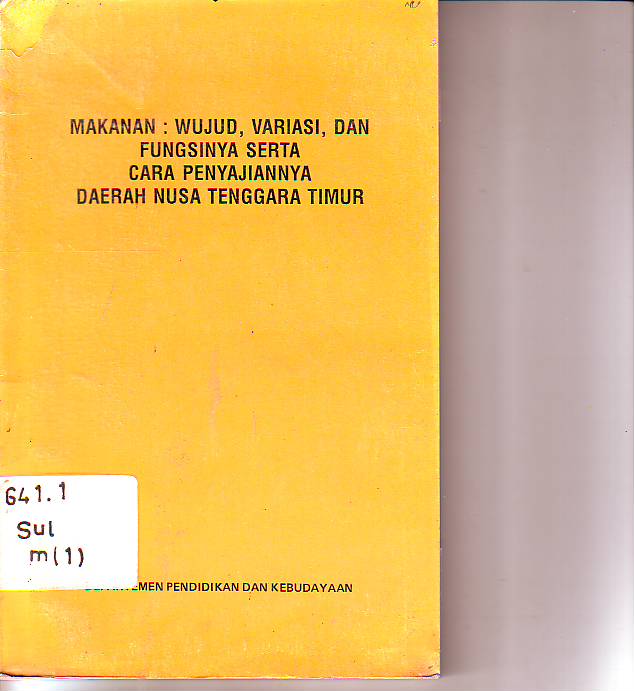 MAKANAN : WUJUD, VARIASI, DAN
FUNGSINYA SERTA
CARA PENYAJIANNYA
DAERAH NUSA TENGGARA TIMUR
641.1
Sul
m(1)
DEPARTEMEN PENDIDIKAN DAN KEBUDAYAAN